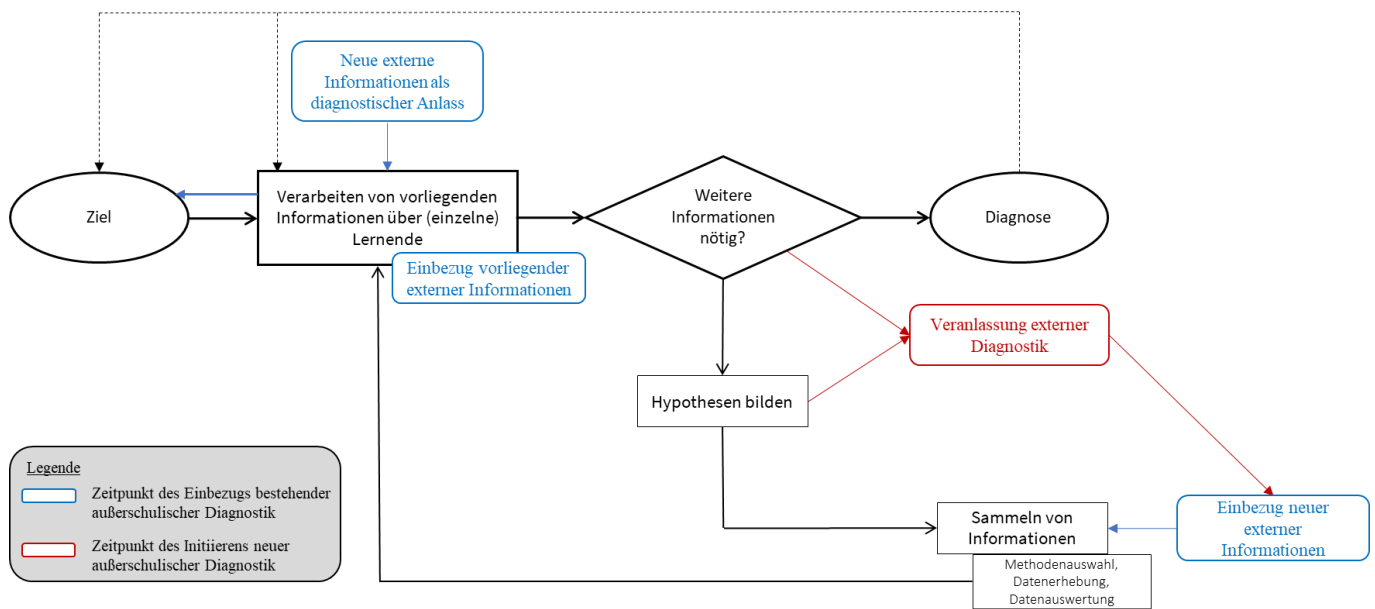 Neue externe
Informationen als
diagnostischer Anlass
Ziel
Verarbeiten von vorliegenden
Informationen über (einzelne)
Lernende
Einbezug vorliegender
externer Informationen
Weitere
Informationen
nötig?
Diagnose
Veranlassung externer
Diagnostik
Hypothesen bilden
Sammeln von
Informationen
Methodenauswahl,
Datenerhebung,
Datenauswertung
Einbezug neuer
externer
Informationen
Legende
Zeitpunkt des Einbezugs bestehender
außerschulischer Diagnostik
Zeitpunkt des Initiierens neuer
außerschulischer Diagnostik